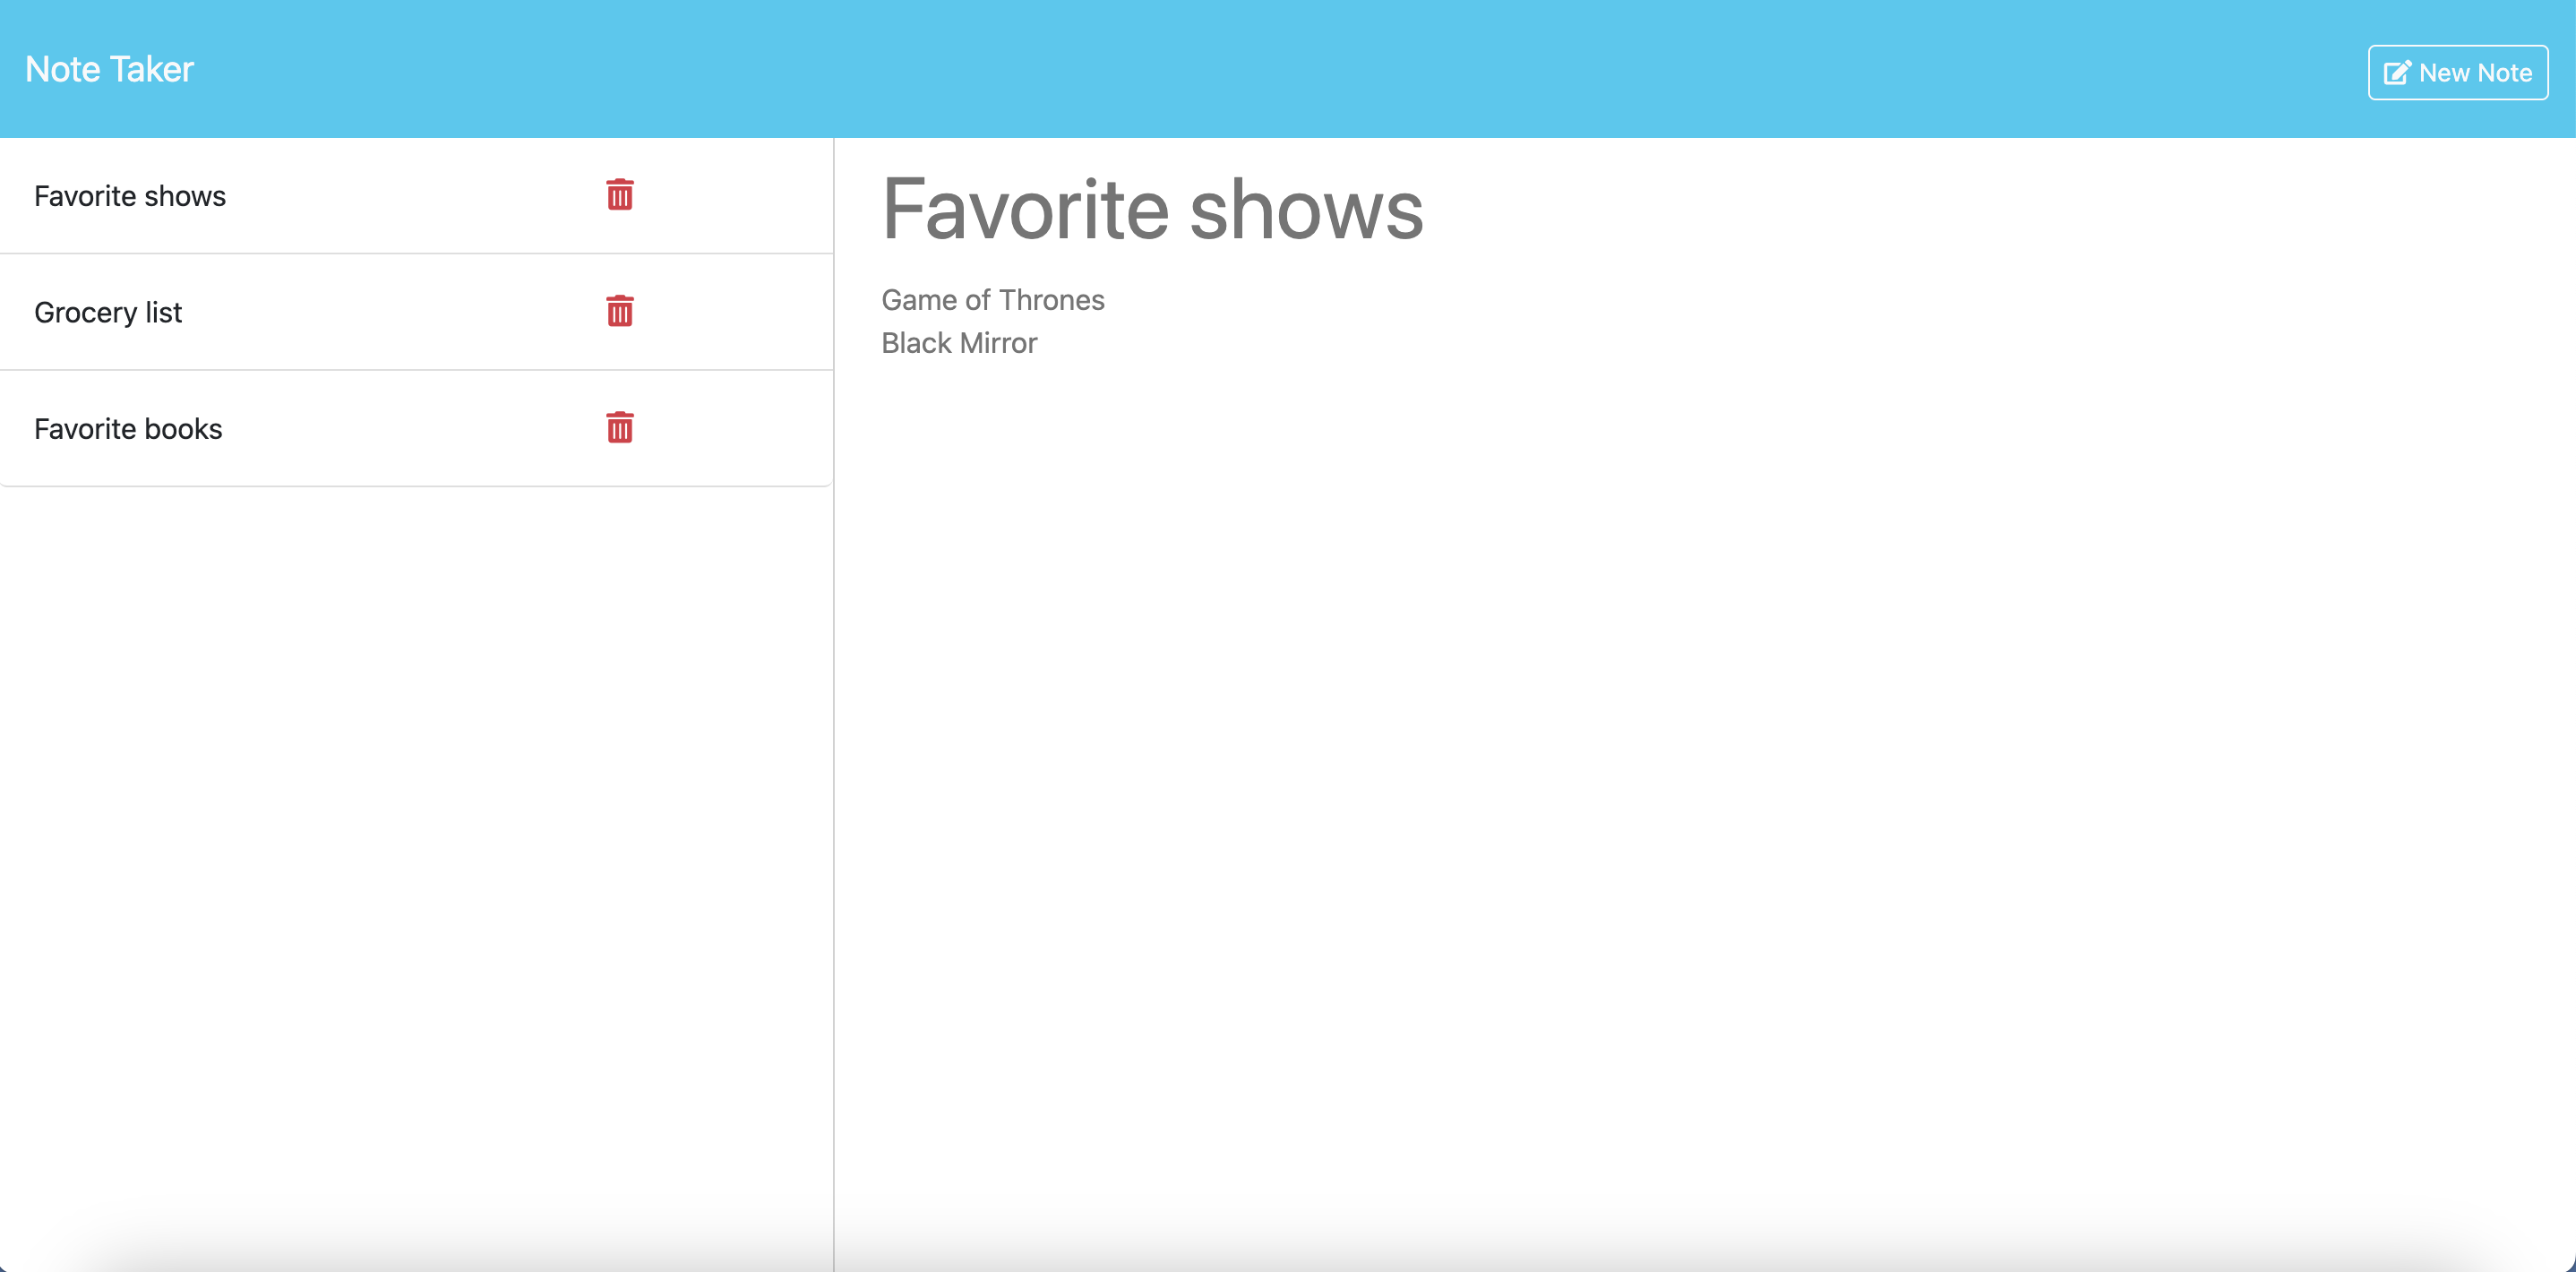 Note Taker
New Note
Favorite shows
Grocery list
Favorite books
Favorite shows
Game of Thrones
Black Mirror